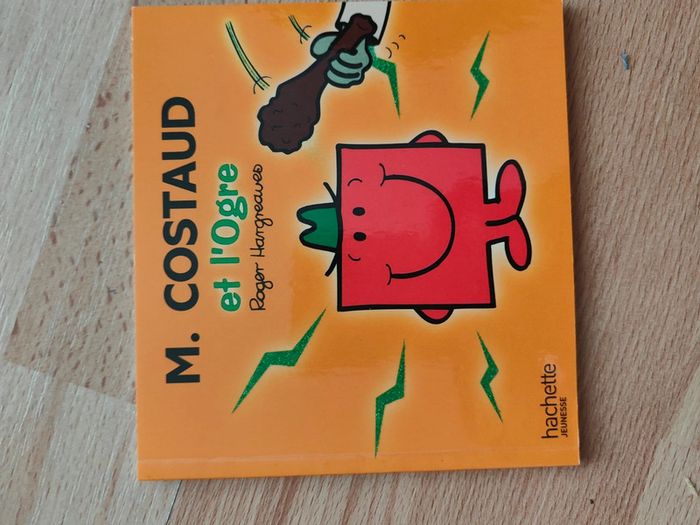 M. COSTAUD
et l'Ogre
Roger Hargreaves
hachette
JEUNESSE